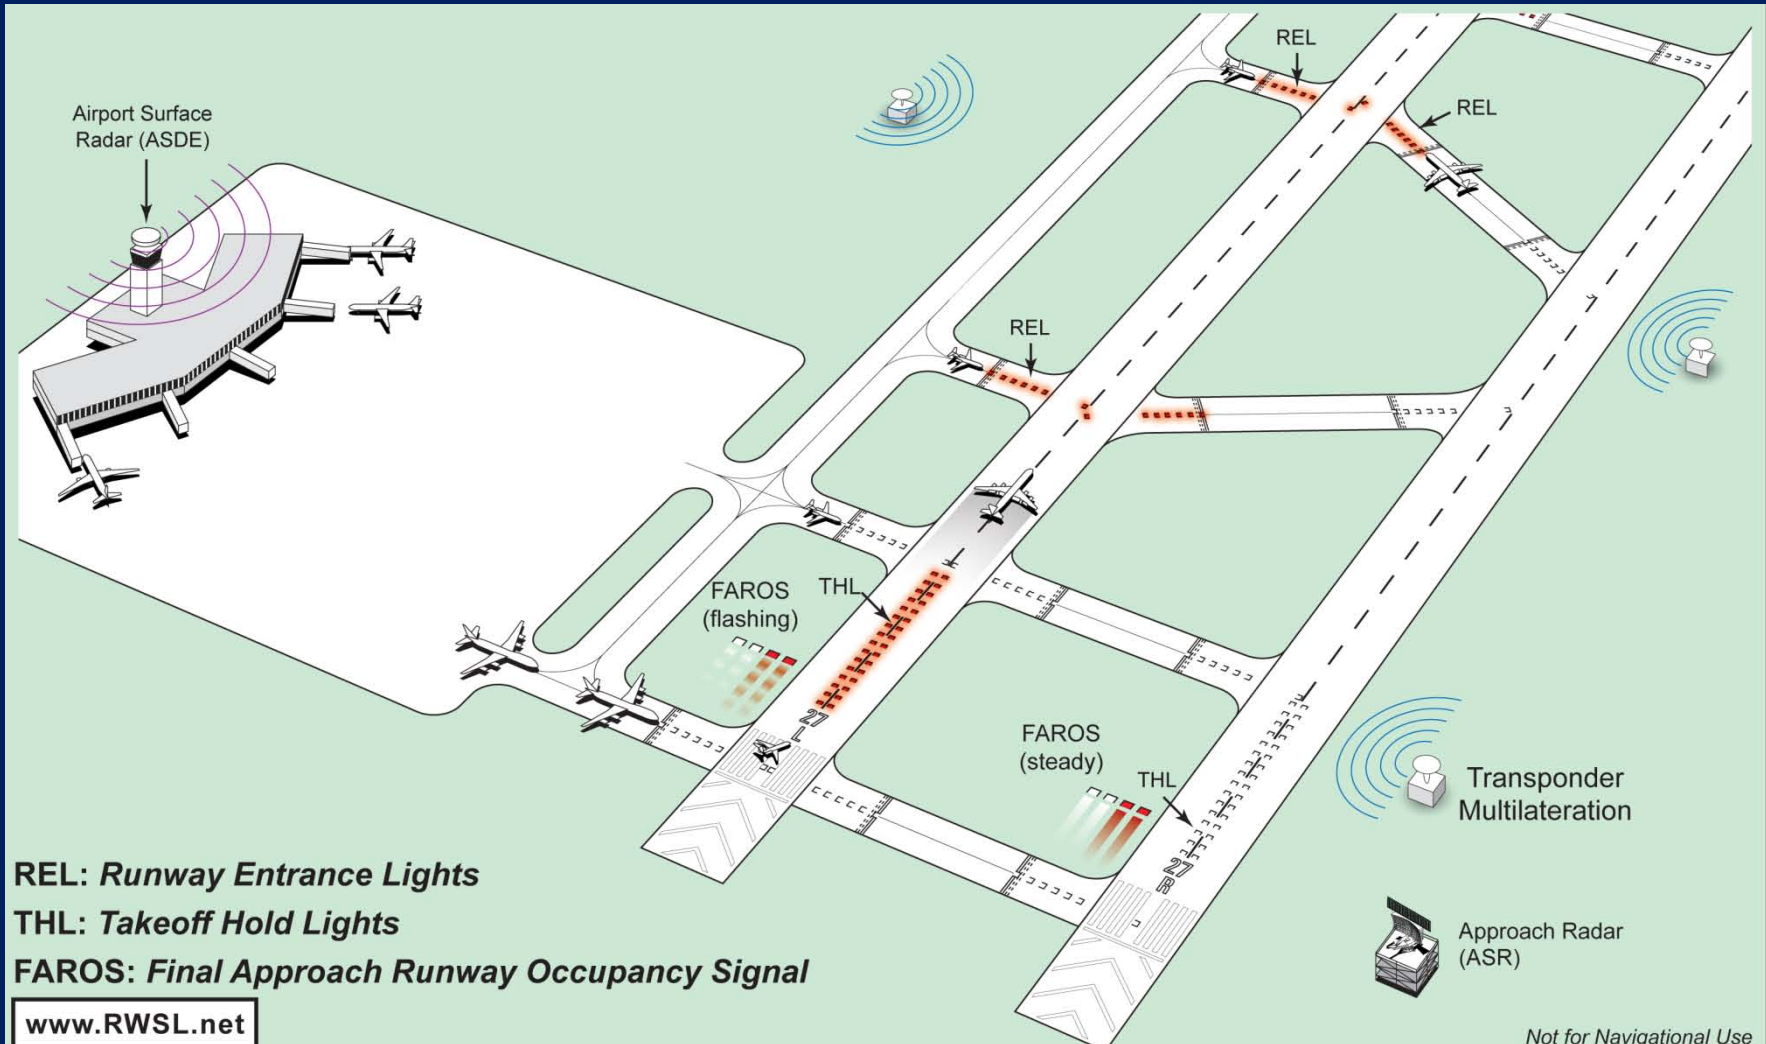 REL
REL
Airport Surface
Radar (ASDE)
REL
FAROS
(flashing)
THL
27
L
FAROS
(steady)
THL
27
R
Transponder
Multilateration
Approach Radar
(ASR)
REL: Runway Entrance Lights
THL: Takeoff Hold Lights
FAROS: Final Approach Runway Occupancy Signal
www.RWSL.net
Not for Navigational Use